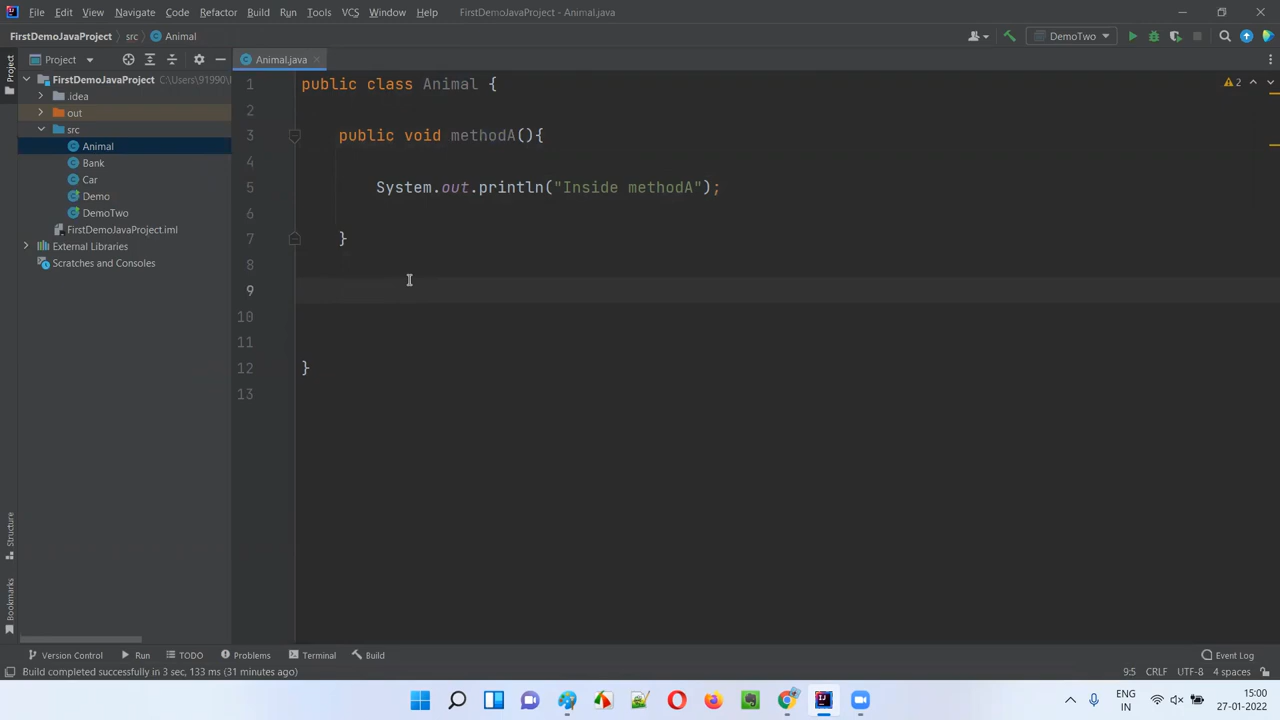 File Edit View Navigate Code Refactor Build Run Tools VCS Window Help FirstDemoJavaProject - Animal.java
FirstDemoJavaProject src Animal DemoTwo
Project Animal.java
FirstDemoJavaProject C:\Users\91990\
.idea
out
src
Animal
Bank
Car
Demo
DemoTwo
FirstDemoJavaProject.iml
External Libraries
Scratches and Consoles
Project
Structure
Bookmarks
1 public class Animal { 2
2
3 public void methodA(){
4
5 System.out.println("Inside methodA");
6
7 }
8
9
10
11
12 }
13
Version Control Run TODO Problems Terminal Build Event Log
Build completed successfully in 3 sec, 133 ms (31 minutes ago) 9:5 CRLF UTF-8 4 spaces
ENG 15:00
IN 27-01-2022